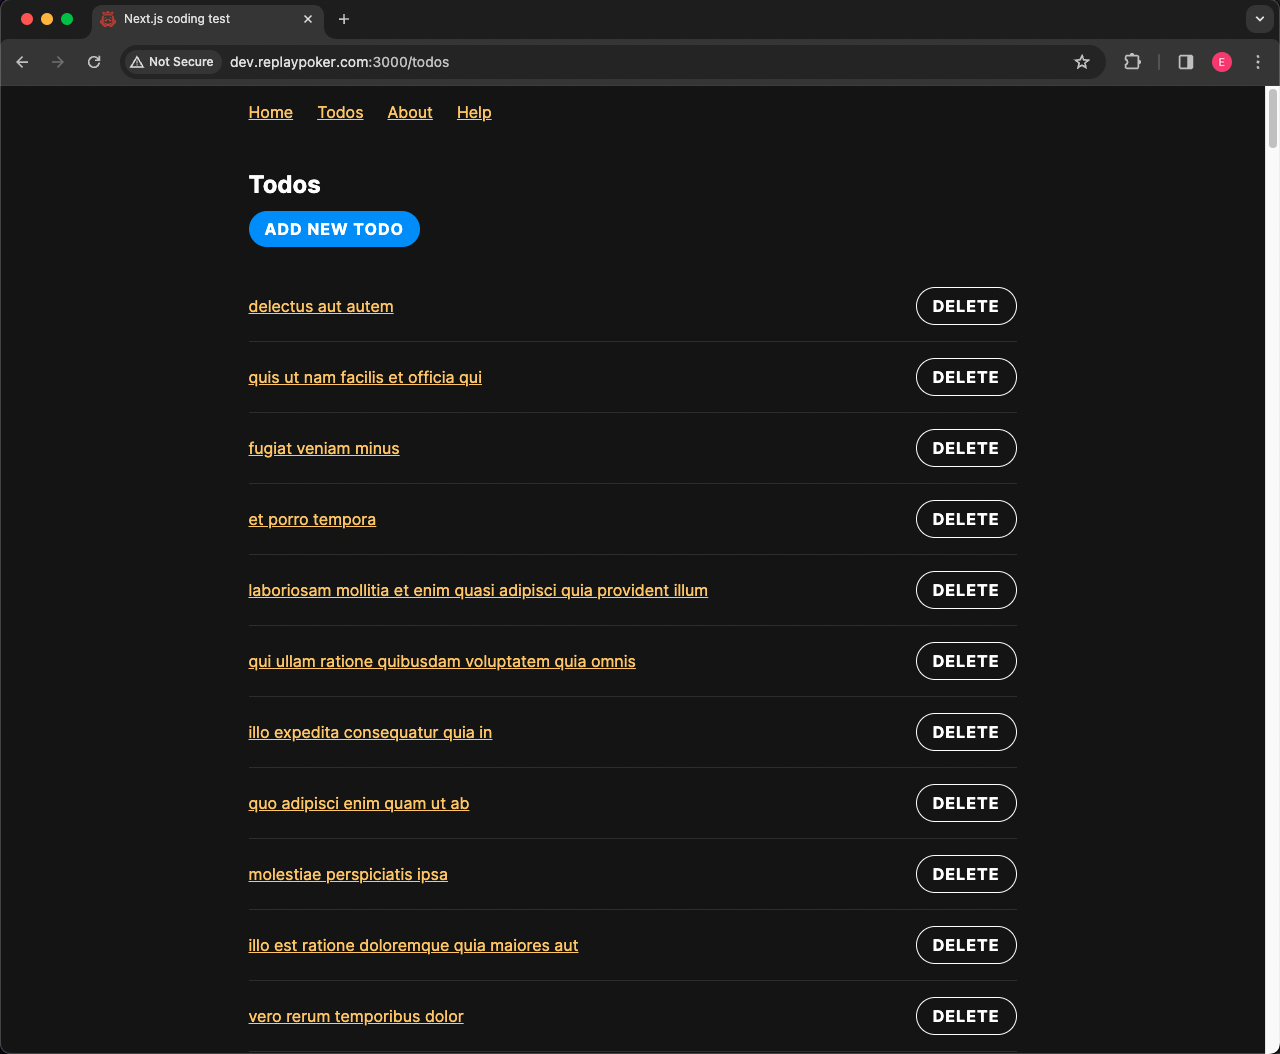 Next.js coding test
Not Secure dev.replaypoker.com:3000/todos E
Home Todos About Help
Todos
ADD NEW TODO
delectus aut autem DELETE
quis ut nam facilis et officia qui DELETE
fugiat veniam minus DELETE
et porro tempora DELETE
laboriosam mollitia et enim quasi adipisci quia provident illum DELETE
qui ullam ratione quibusdam voluptatem quia omnis DELETE
illo expedita consequatur quia in DELETE
quo adipisci enim quam ut ab DELETE
molestiae perspiciatis ipsa DELETE
illo est ratione doloremque quia maiores aut DELETE
vero rerum temporibus dolor DELETE